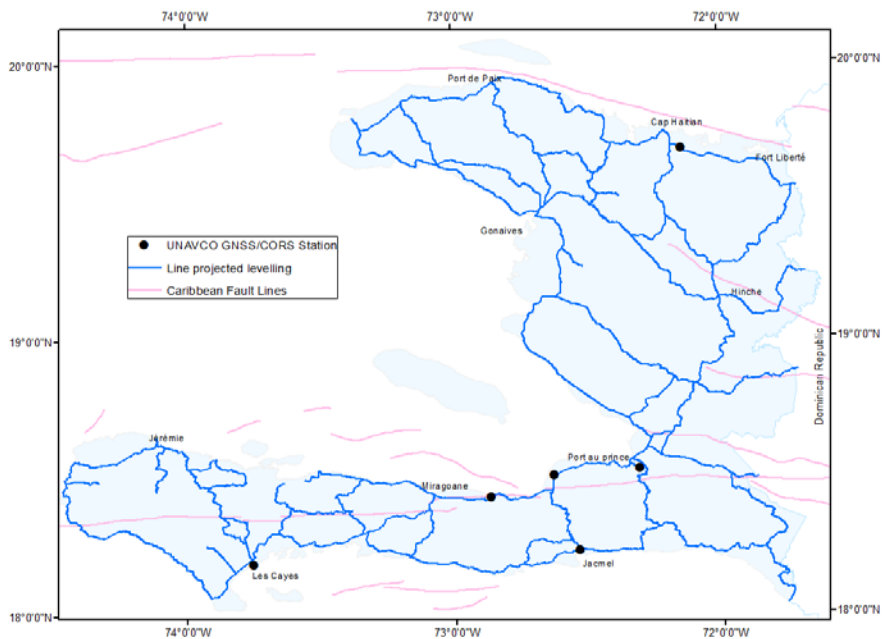 74°0'0"W
73°0'0"W
72°0'0"W
20°0'0"N
20°0'0"N
Port de Paix
Cap Haïtian
Fort Liberté
Gonaives
UNAVCO GNSS/CORS Station
Line projected levelling
Caribbean Fault Lines
Hinche
19°0'0"N
19°0'0"N
Dominican Republic
Jérémie
Port au prince
Miragoane
Les Cayes
Jacmel
18°0'0"N
18°0'0"N
74°0'0"W
73°0'0"W
72°0'0"W